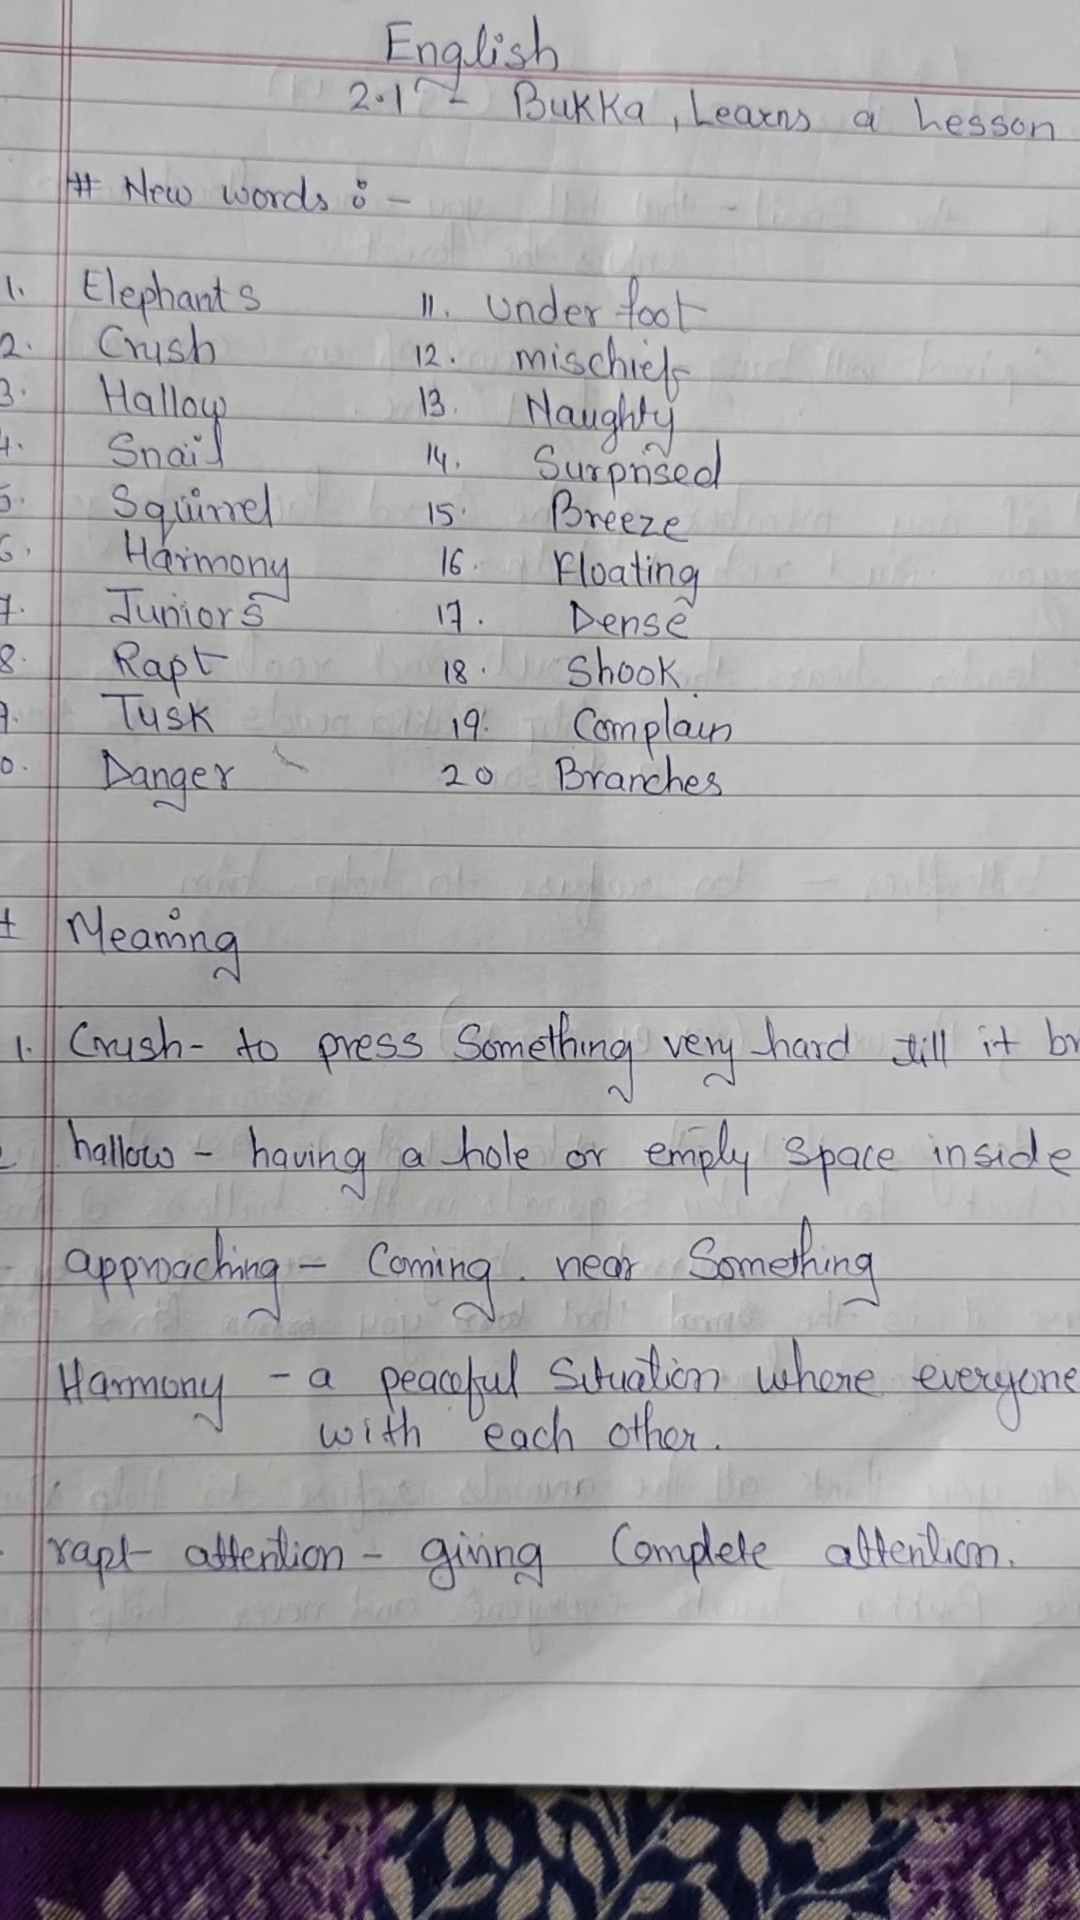 English
2.1 - Bukka, Learns a Lesson
# New words :-
1. Elephants 11. Under foot
2. Crush 12. mischief
3. Hallow 13. Naughty
4. Snail 14. Surprised
5. Squirrel 15. Breeze
6. Harmony 16. Floating
7. Juniors 17. Dense
8. Rapt 18. Shook.
9. Tusk 19. Complain
0. Danger 20 Branches
Meaning
1. Crush - to press Something very hard till it br
hallow - having a hole or emply space inside
approaching - Coming near Something
Harmony - a peaceful Situation where everyone
with each other.
rapt attention - giving Complete attention.